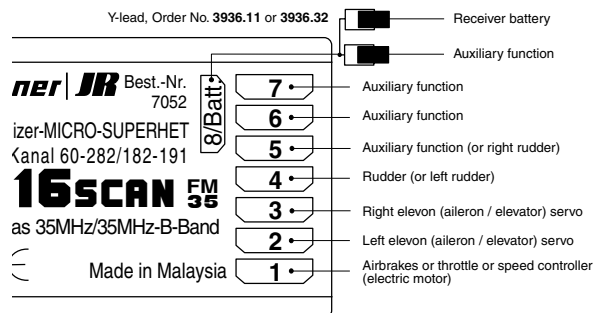 Y-lead, Order No. 3936.11 or 3936.32
Receiver battery
Auxiliary function
ner JR Best.-Nr.
7052
8/Batt.
7 Auxiliary function
6 Auxiliary function
izer-MICRO-SUPERHET
5 Auxiliary function (or right rudder)
Kanal 60-282/182-191
4 Rudder (or left rudder)
16SCAN FM
35
3 Right elevon (aileron / elevator) servo
as 35MHz/35MHz-B-Band
2 Left elevon (aileron / elevator) servo
Made in Malaysia
1 Airbrakes or throttle or speed controller
(electric motor)